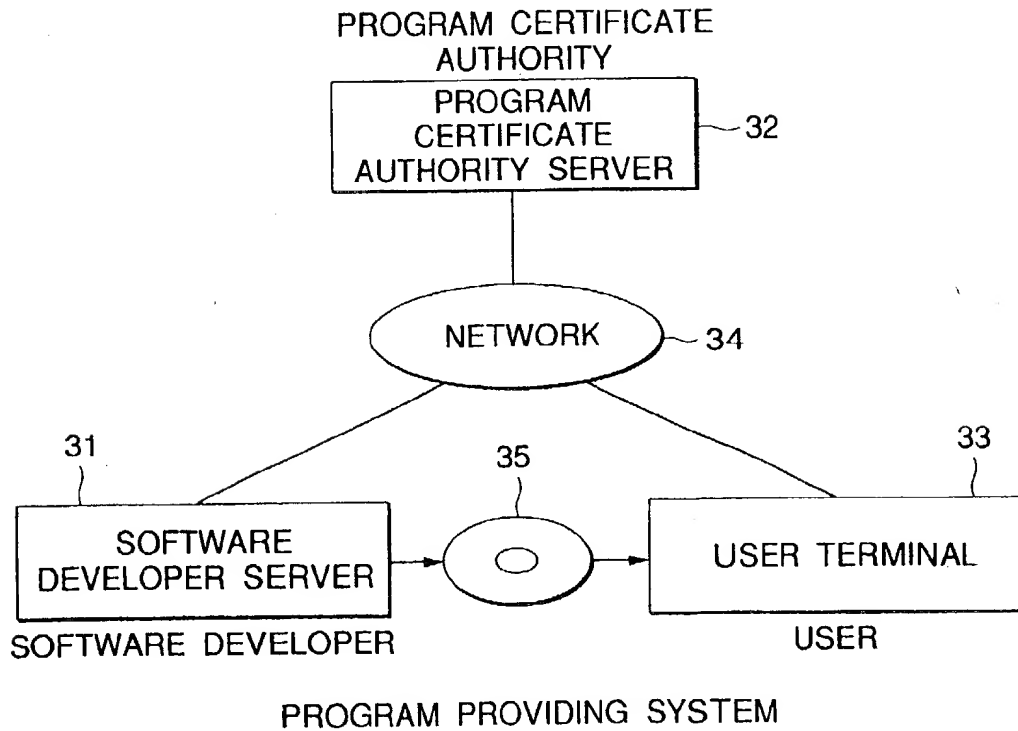 PROGRAM CERTIFICATE
AUTHORITY
PROGRAM
CERTIFICATE
AUTHORITY SERVER
32
NETWORK
34
31
35
33
SOFTWARE
DEVELOPER SERVER
USER TERMINAL
SOFTWARE DEVELOPER
USER
PROGRAM PROVIDING SYSTEM